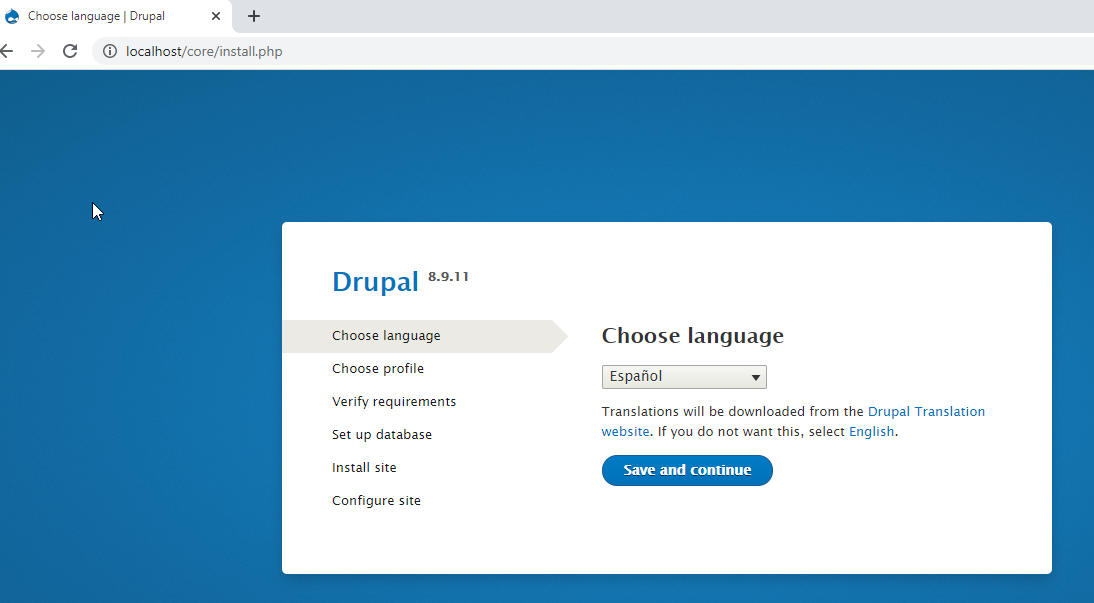 Choose language | Drupal
localhost/core/install.php
Drupal 8.9.11
Choose language
Choose profile
Verify requirements
Set up database
Install site
Configure site
Choose language
Español
Translations will be downloaded from the Drupal Translation
website. If you do not want this, select English.
Save and continue